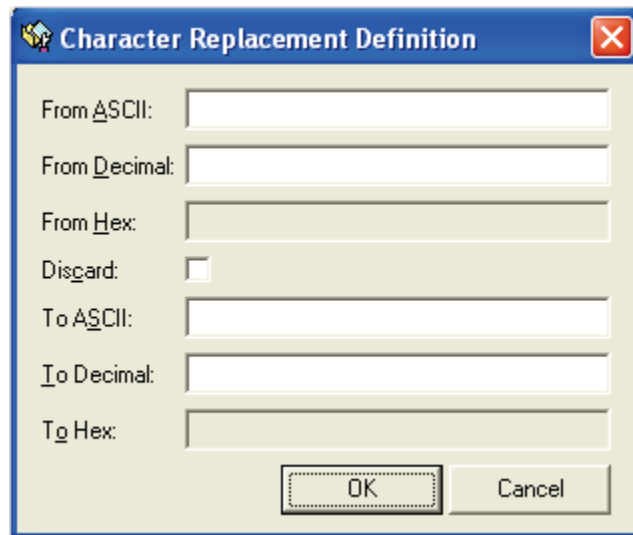 Character Replacement Definition
From ASCII:
From Decimal:
From Hex:
Discard:
To ASCII:
To Decimal:
To Hex:
OK Cancel